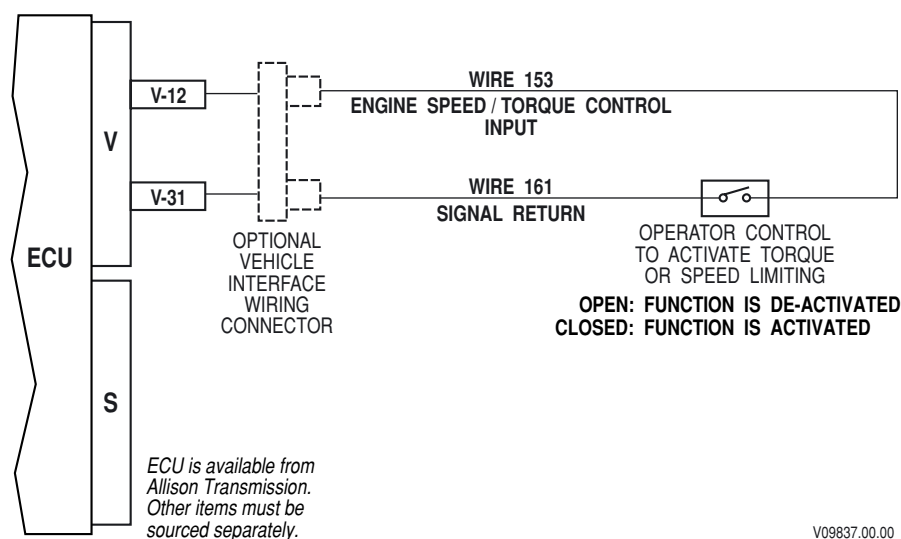 V-12
WIRE 153
ENGINE SPEED / TORQUE CONTROL
INPUT
V
V-31
WIRE 161
SIGNAL RETURN
ECU
OPTIONAL
VEHICLE
INTERFACE
WIRING
CONNECTOR
OPERATOR CONTROL
TO ACTIVATE TORQUE
OR SPEED LIMITING
OPEN: FUNCTION IS DE-ACTIVATED
CLOSED: FUNCTION IS ACTIVATED
S
ECU is available from
Allison Transmission.
Other items must be
sourced separately.
V09837.00.00